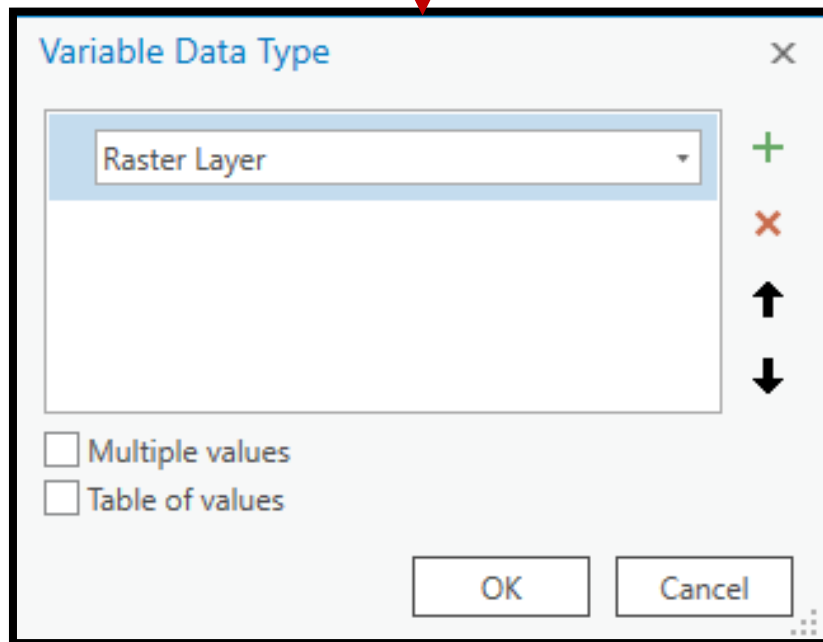 Variable Data Type
Raster Layer
Multiple values
Table of values
OK
Cancel